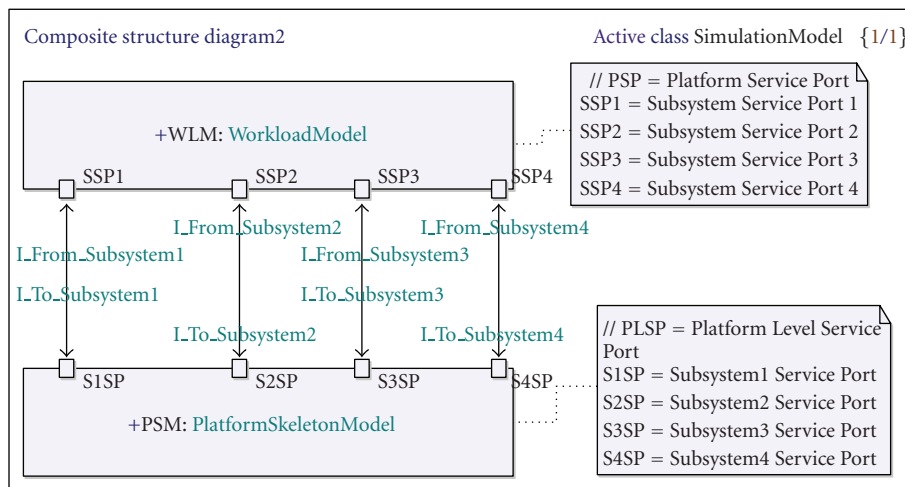 Composite structure diagram2
Active class SimulationModel {1/1}
// PSP = Platform Service Port
SSP1 = Subsystem Service Port 1
SSP2 = Subsystem Service Port 2
SSP3 = Subsystem Service Port 3
SSP4 = Subsystem Service Port 4
+WLM: WorkloadModel
SSP1 SSP2 SSP3 SSP4
I_From_Subsystem2 I_From_Subsystem4
I_From_Subsystem1 I_From_Subsystem3
I_To_Subsystem1 I_To_Subsystem3
I_To_Subsystem2 I_To_Subsystem4
S1SP S2SP S3SP S4SP
+PSM: PlatformSkeletonModel
// PLSP = Platform Level Service
Port
S1SP = Subsystem1 Service Port
S2SP = Subsystem2 Service Port
S3SP = Subsystem3 Service Port
S4SP = Subsystem4 Service Port